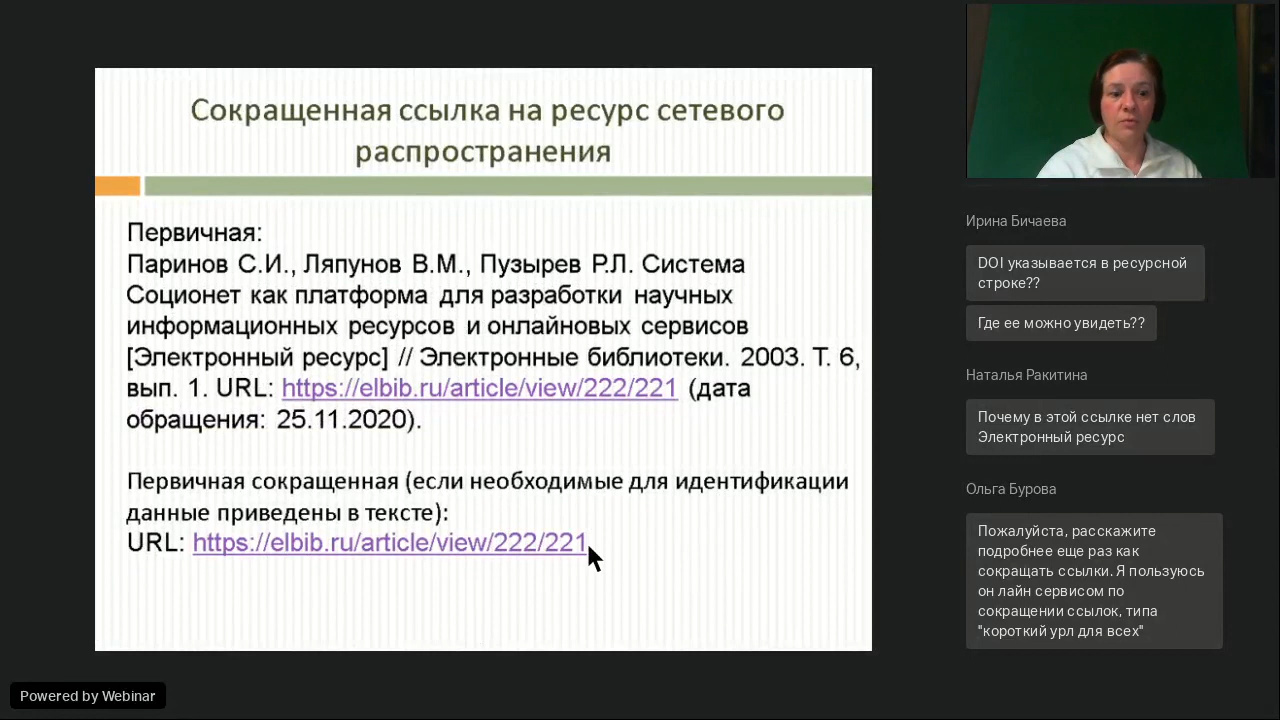 Сокращенная ссылка на ресурс сетевого
распространения
Первичная:
Паринов С.И., Ляпунов В.М., Пузырев Р.Л. Система
Соционет как платформа для разработки научных
информационных ресурсов и онлайновых сервисов
[Электронный ресурс] // Электронные библиотеки. 2003. Т. 6,
вып. 1. URL: https://elbib.ru/article/view/222/221 (дата
обращения: 25.11.2020).
Первичная сокращенная (если необходимые для идентификации
данные приведены в тексте):
URL: https://elbib.ru/article/view/222/221
Ирина Бичаева
DOI указывается в ресурсной
строке??
Где ее можно увидеть??
Наталья Ракитина
Почему в этой ссылке нет слов
Электронный ресурс
Ольга Бурова
Пожалуйста, расскажите
подробнее еще раз как
сокращать ссылки. Я пользуюсь
он лайн сервисом по
сокращении ссылок, типа
"короткий урл для всех"
Powered by Webinar